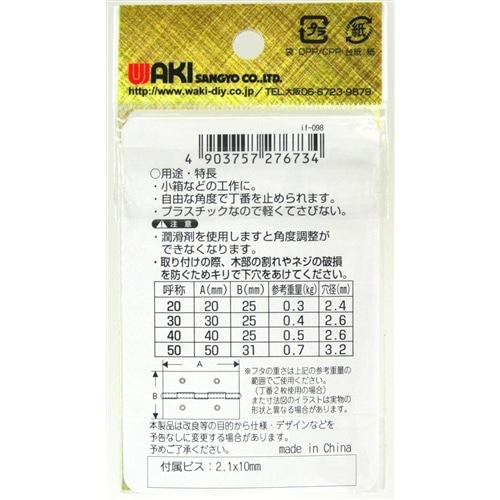 プラ
紙
袋:OPP/CPP 台紙:紙
WAKI SANGYO CO.,LTD.
http://www.waki-diy.co.jp/TEL.大阪06-6723-9879
if-098
4 903757 276734
○用途・特長
・小箱などの工作に。
・自由な角度で丁番を止められます。
・プラスチックなので軽くてさびない。
注意
・潤滑剤を使用しますと角度調整が
できなくなります。
・取り付けの際、木部の割れやネジの破損
を防ぐためキリで下穴をあけてください。
呼称 A(mm) B(mm) 参考重量(kg) 穴径(mm)
20 20 25 0.3 2.4
30 30 25 0.4 2.6
40 40 25 0.5 2.6
50 50 31 0.7 3.2
A
B
※フタの重さは上記の参考重量の
範囲でご使用ください。
(丁番2枚使用の場合)
また寸法図のイラストは実物の
形状と異なる場合があります。
本製品は改良等の目的から仕様・デザインなどを
予告なしに変更する場合があります。
予めご了承ください。
made in China
付属ビス:2.1x10mm